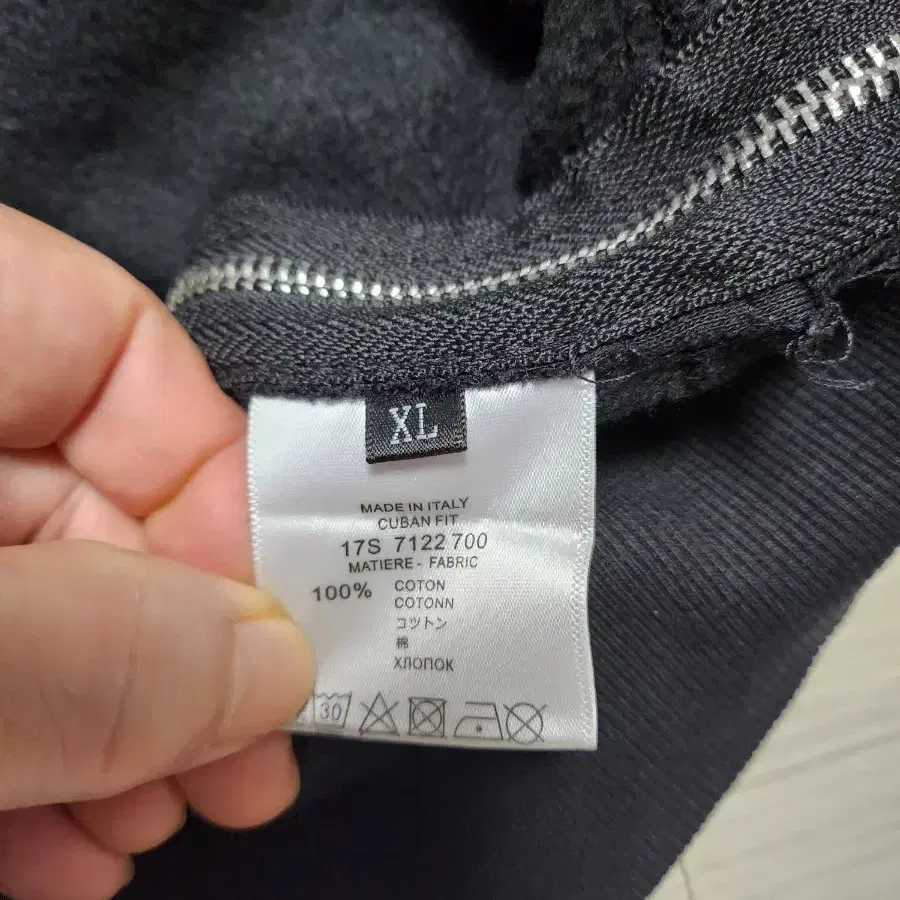 XL
MADE IN ITALY
CUBAN FIT
17S 7122 700
MATIERE - FABRIC
100% COTON
COTONN
コットン
棉
ХЛОПОК
30